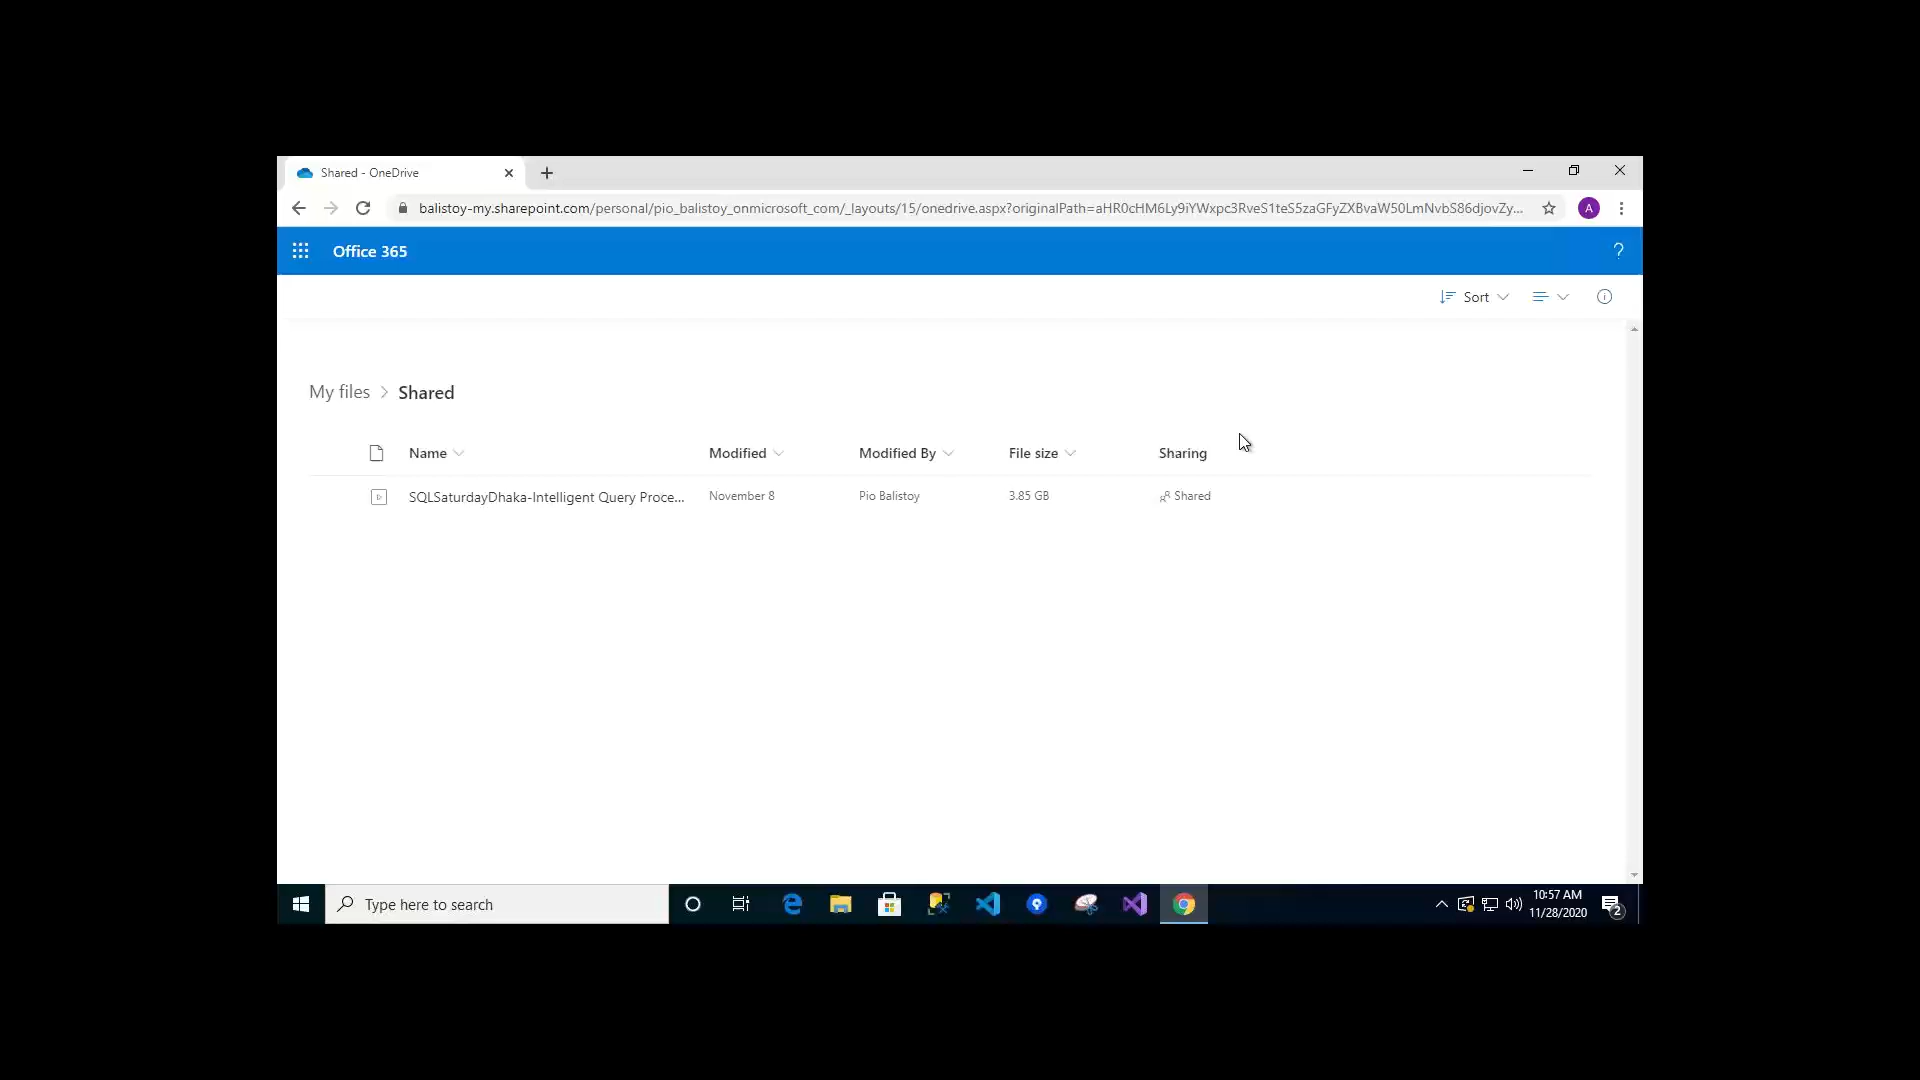 Shared - OneDrive
balistoy-my.sharepoint.com/personal/pio_balistoy_onmicrosoft_com/_layouts/15/onedrive.aspx?originalPath=aHR0cHM6Ly9iYWxpc3RveS1teS5zaGFyZXBvaW50LmNvbS86djovZy...
A
Office 365
?
Sort
My files > Shared
Name Modified Modified By File size Sharing
SQLSaturdayDhaka-Intelligent Query Proce... November 8 Pio Balistoy 3.85 GB Shared
Type here to search
10:57 AM
11/28/2020
2